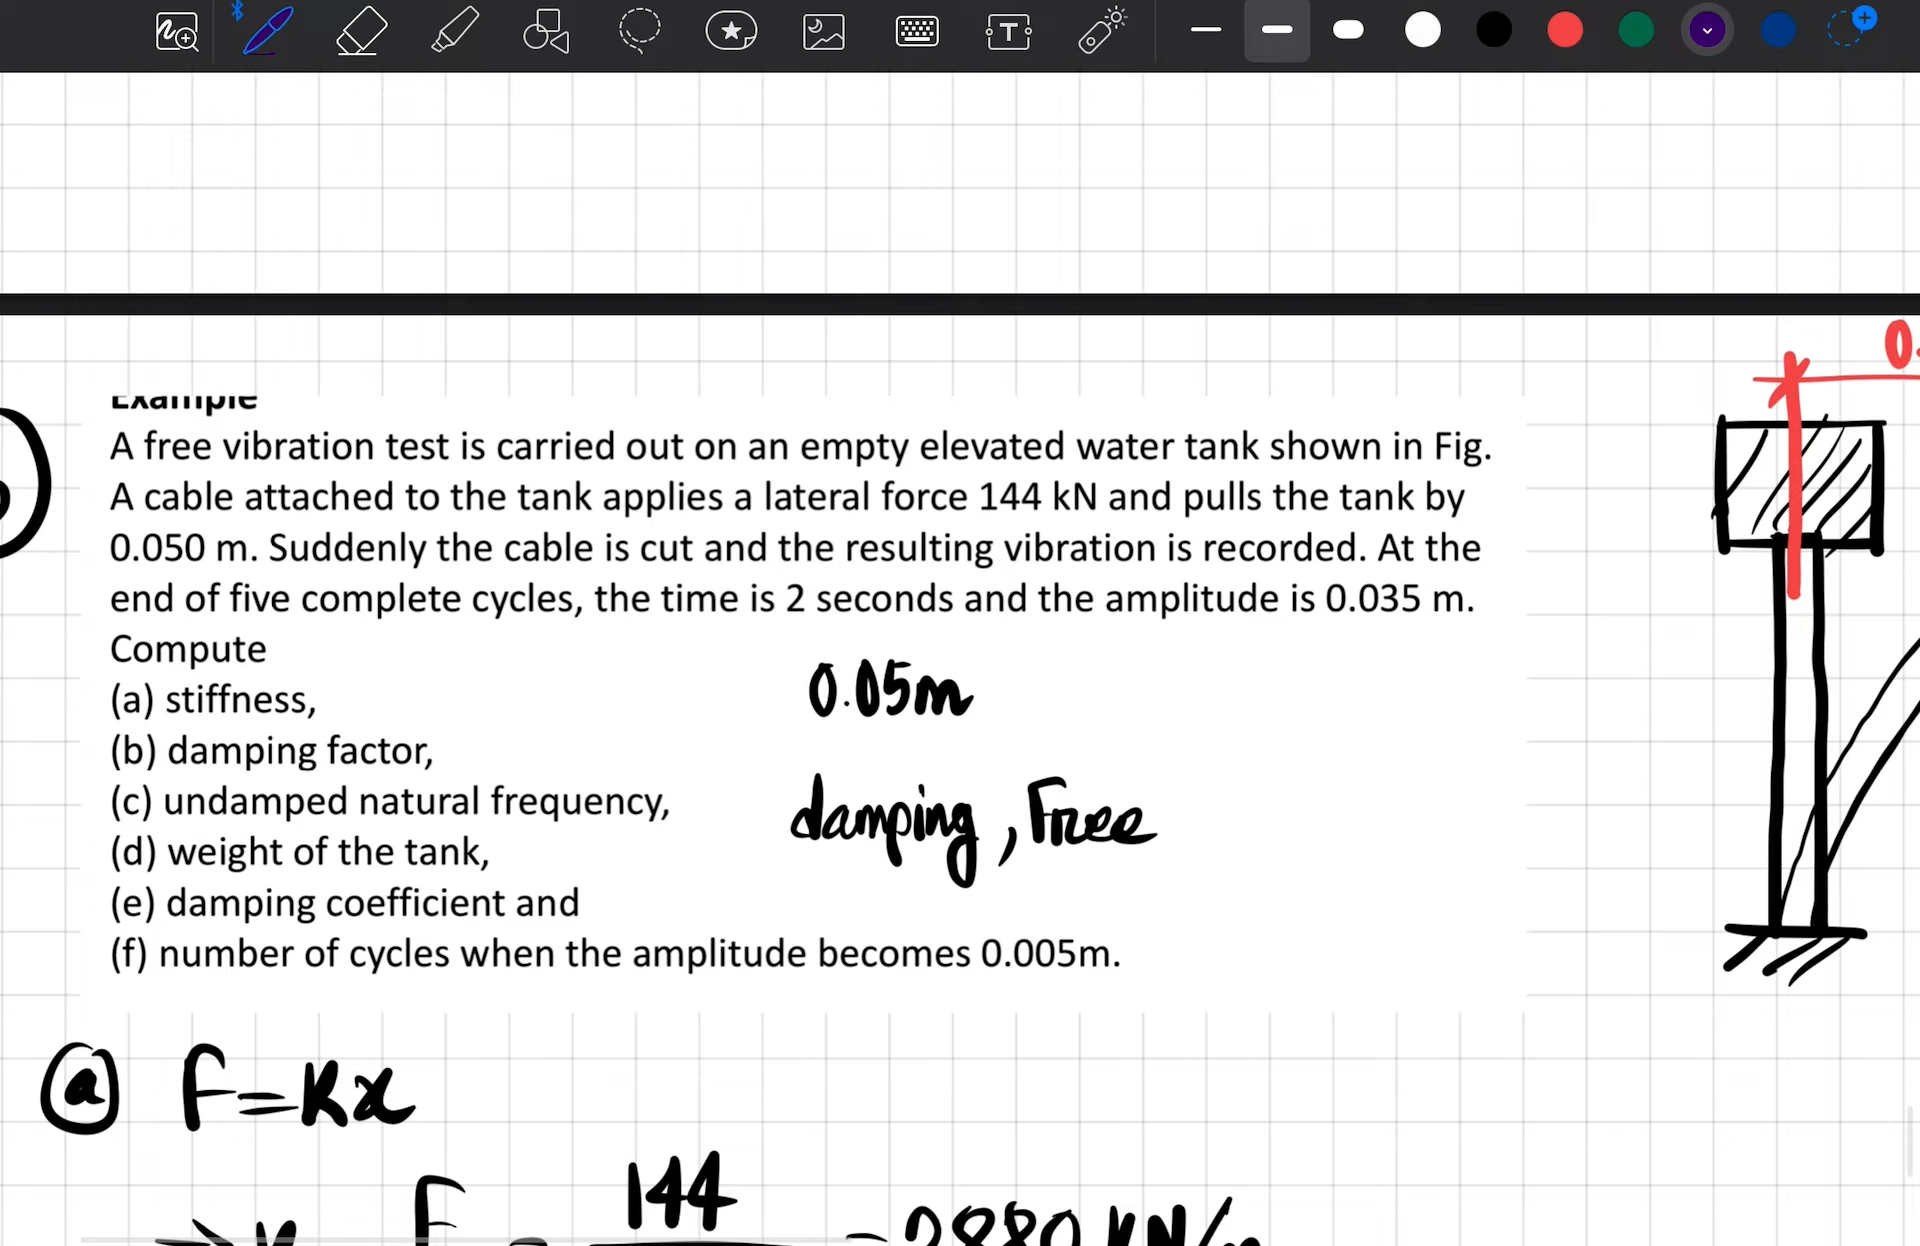 0.
Example
A free vibration test is carried out on an empty elevated water tank shown in Fig.
A cable attached to the tank applies a lateral force 144 kN and pulls the tank by
0.050 m. Suddenly the cable is cut and the resulting vibration is recorded. At the
end of five complete cycles, the time is 2 seconds and the amplitude is 0.035 m.
Compute
(a) stiffness,
(b) damping factor,
(c) undamped natural frequency,
(d) weight of the tank,
(e) damping coefficient and
(f) number of cycles when the amplitude becomes 0.005m.
0.05m
damping, Free
(a) F=Kx
⇒ K = F = 144 = 2880 KN/m